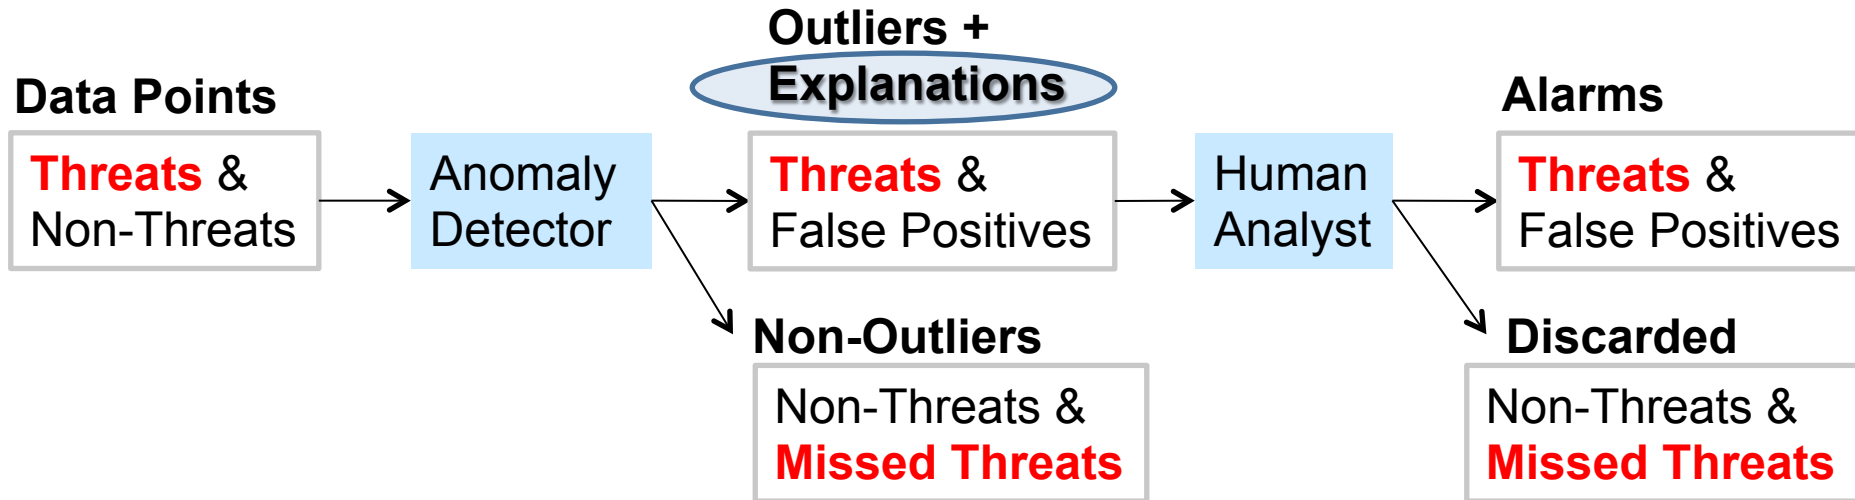 Outliers +
Explanations
Data Points
Threats &
Non-Threats
Anomaly
Detector
Threats &
False Positives
Human
Analyst
Alarms
Threats &
False Positives
Non-Outliers
Non-Threats &
Missed Threats
Discarded
Non-Threats &
Missed Threats